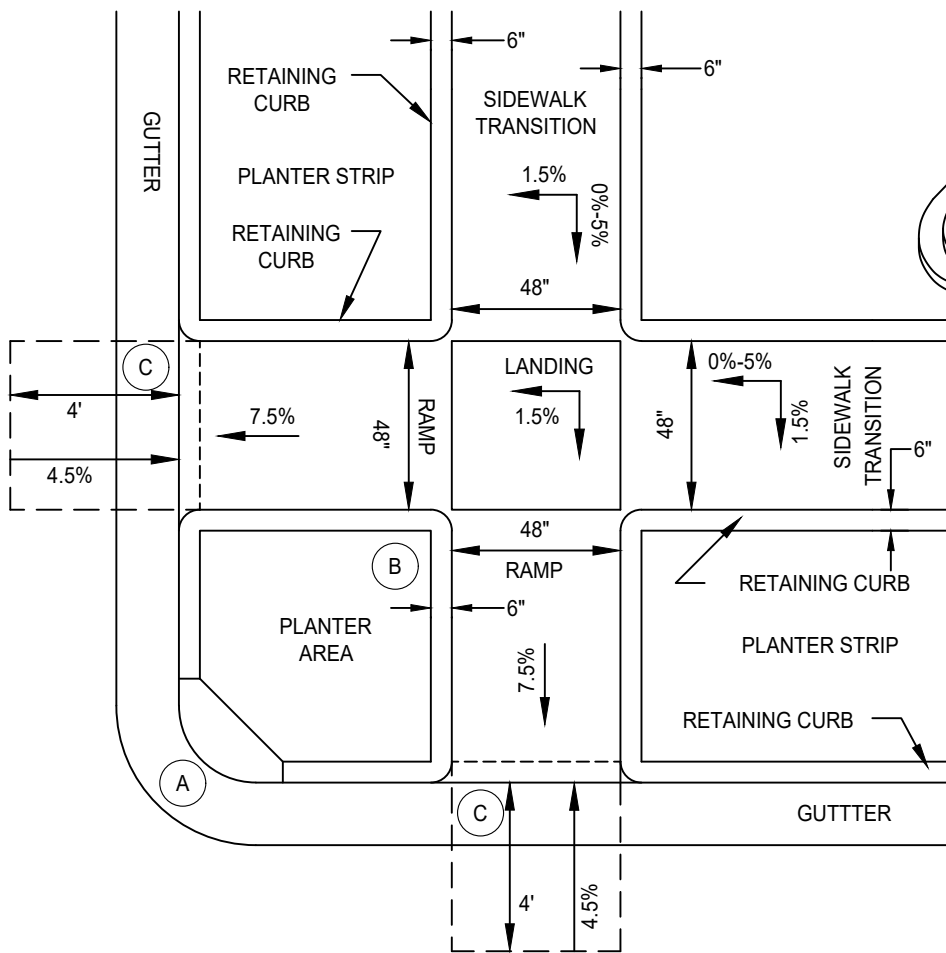 6"
6"
RETAINING
CURB
SIDEWALK
TRANSITION
GUTTER
PLANTER STRIP
1.5%
0%-5%
RETAINING
CURB
48"
C
4'
4.5%
7.5%
RAMP
48"
LANDING
1.5%
48"
0%-5%
1.5%
SIDEWALK
TRANSITION
6"
48"
RAMP
B
6"
RETAINING CURB
PLANTER
AREA
PLANTER STRIP
7.5%
RETAINING CURB
A
C
GUTTTER
4'
4.5%